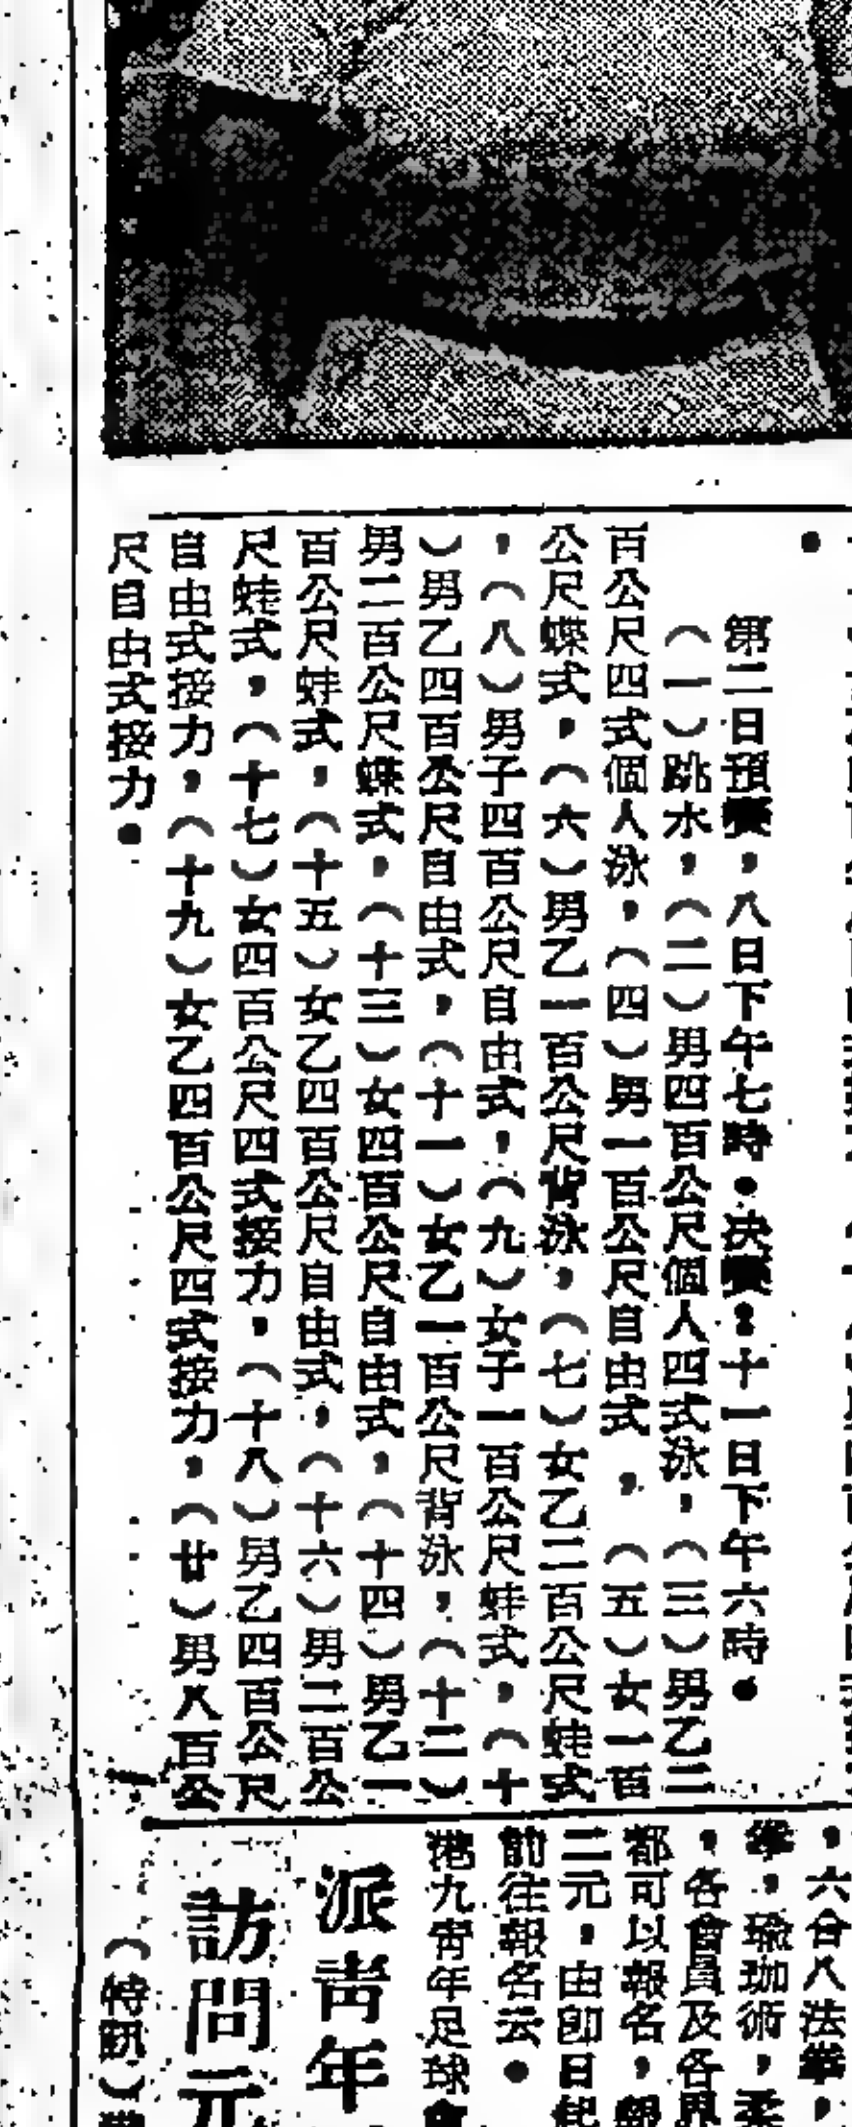 第二日預賽，八日下午七時●決賽：十一日下午六時●
（一）跳水，（二）男四百公尺個人四式泳，（三）男乙二
百公尺四式個人泳，（四）男一百公尺自由式，（五）女一百
公尺蝶式，（六）男乙一百公尺背泳，（七）女乙二百公尺蛙式
，（八）男子四百公尺自由式，（九）女子一百公尺蛙式，（十
）男乙四百公尺自由式，（十一）女乙一百公尺背泳，（十二）
男二百公尺蝶式，（十三）女四百公尺自由式，（十四）男乙一
百公尺蛙式，（十五）女乙四百公尺自由式，（十六）男二百公
尺蛙式，（十七）女四百公尺四式接力，（十八）男乙四百公尺
自由式接力，（十九）女乙四百公尺四式接力，（廿）男八百公
尺自由式接力●
，六合八法拳，
拳，瑜珈術，柔
，各會員及各界
都可以報名，
二元，由即日起
前往報名云●
港九青年足球會
派青年
訪問元
（特訊）